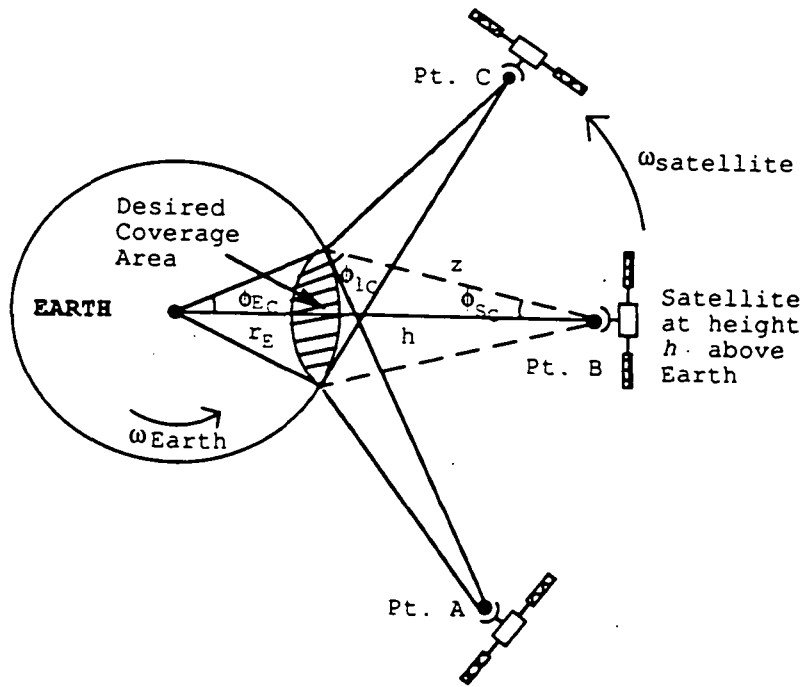 Pt. C
ωsatellite
Desired
Coverage
Area
ϕ1C
z
EARTH
ϕEC
ϕSC
Satellite
at height
h. above
Earth
rE
h
Pt. B
ωEarth
Pt. A